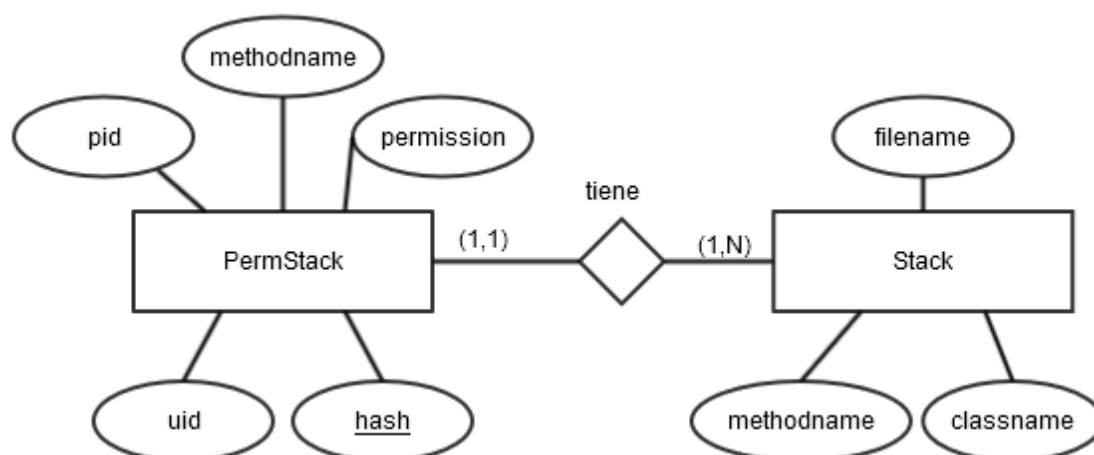 methodname
pid
permission
filename
tiene
PermStack
(1,1)
(1,N)
Stack
uid
hash
methodname
classname